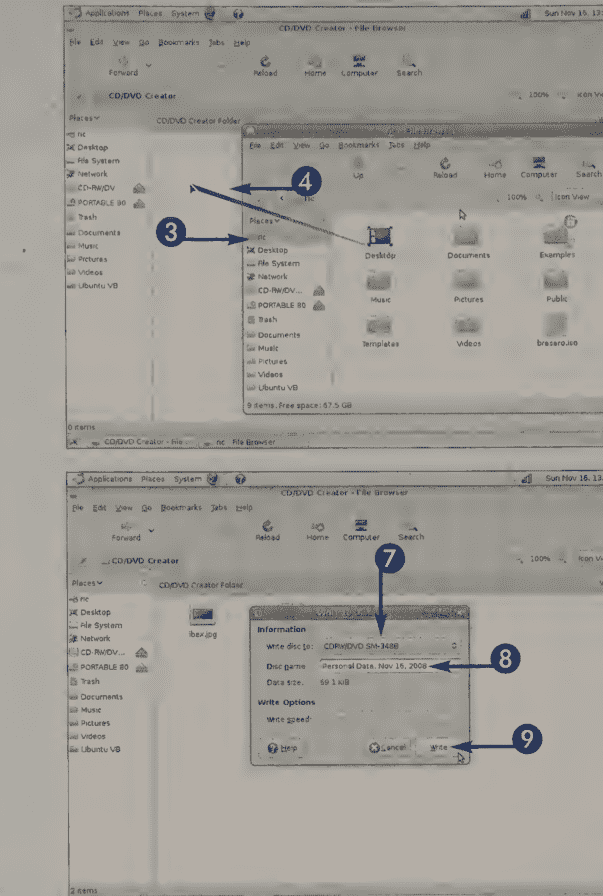 Applications Places System Sun Nov 16, 13
CD/DVD Creator - File Browser
File Edit View Go Bookmarks Tabs Help
Forward Reload Home Computer Search
CD/DVD Creator 100% Icon View
Places CD/DVD Creator Folder
nc
Desktop
File System
Network
CD-RW/DV
PORTABLE 80
Trash
Documents
Music
Pictures
Videos
Ubuntu VB
4
3
File Edit View Go Bookmarks Tabs Help
Up Reload Home Computer Search
nc 100% Icon View
Places
nc
Desktop
File System
Network
CD-RW/DV...
PORTABLE 80
Trash
Documents
Music
Pictures
Videos
Ubuntu VB
Desktop Documents Examples
Music Pictures Public
Templates Videos brasero.iso
9 items, Free space: 67.5 GB
0 items
CD/DVD Creator - File nc File Browser
Applications Places System Sun Nov 16, 13
CD/DVD Creator - File Browser
File Edit View Go Bookmarks Tabs Help
Forward Reload Home Computer Search
CD/DVD Creator 100% Icon Vi
Places CD/DVD Creator Folder
nc
Desktop
File System
Network
CD-RW/DV...
PORTABLE 80
Trash
Documents
Music
Pictures
Videos
Ubuntu VB
ibex.jpg
7
Information
Write disc to: CDRW/DVD SM-348B
Disc name: Personal Data, Nov 16, 2008
8
Data size: 59.1 KiB
Write Options
Write speed:
Help Cancel Write
9
2 items